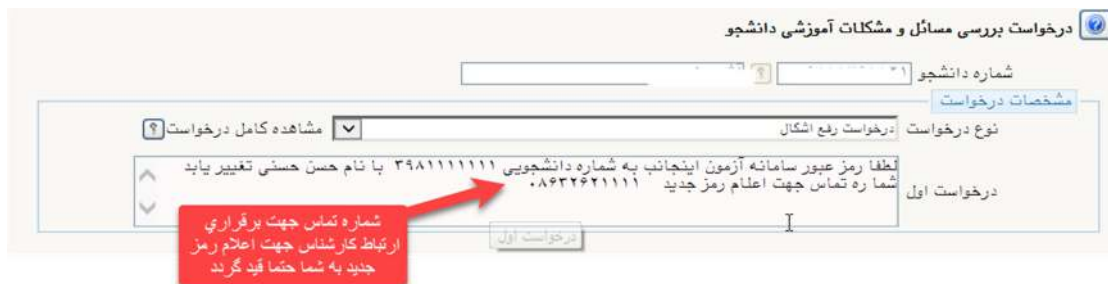 درخواست بررسی مسائل و مشکلات آموزشی دانشجو
شماره دانشجو
مشخصات درخواست
نوع درخواست درخواست رفع اشکال مشاهده کامل درخواست
درخواست اول
لطفا رمز عبور سامانه آزمون اینجانب به شماره دانشجویی ۳۹۸۱۱۱۱۱۱۱ با نام حسن حسنی تغییر یابد
شما ره تماس جهت اعلام رمز جدید ۰۸۶۳۲۶۲۱۱۱۱
شماره تماس جهت برقراري
ارتباط کارشناس جهت اعلام رمز
جدید به شما حتما قید گردد
درخواست اول